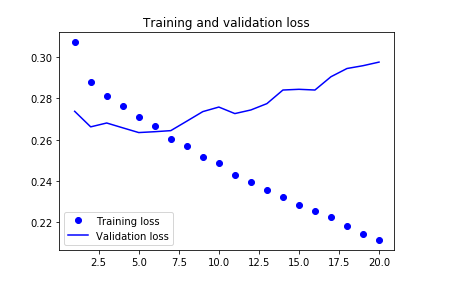 Training and validation loss
0.30
0.28
0.26
0.24
0.22
Training loss
Validation loss
2.5 5.0 7.5 10.0 12.5 15.0 17.5 20.0